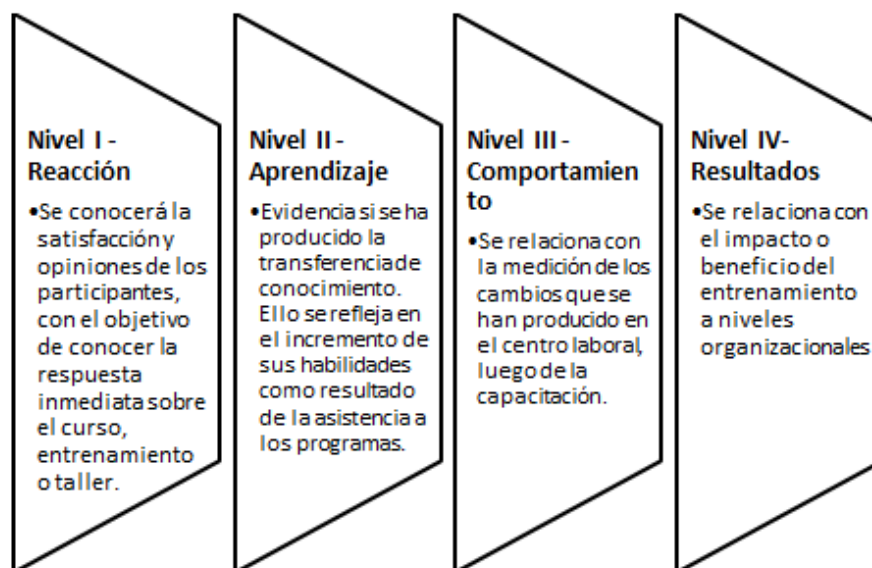 Nivel I -
Reacción
•Se conocerá la
satisfacción y
opiniones de los
participantes,
con el objetivo
de conocer la
respuesta
inmediata sobre
el curso,
entrenamiento
o taller.
Nivel II -
Aprendizaje
•Evidencia si se ha
producido la
transferencia de
conocimiento.
Ello se refleja en
el incremento de
sus habilidades
como resultado
de la asistencia a
los programas.
Nivel III -
Comportamien
to
•Se relaciona con
la medición de los
cambios que se
han producido en
el centro laboral,
luego de la
capacitación.
Nivel IV-
Resultados
•Se relaciona con
el impacto o
beneficio del
entrenamiento
a niveles
organizacionales